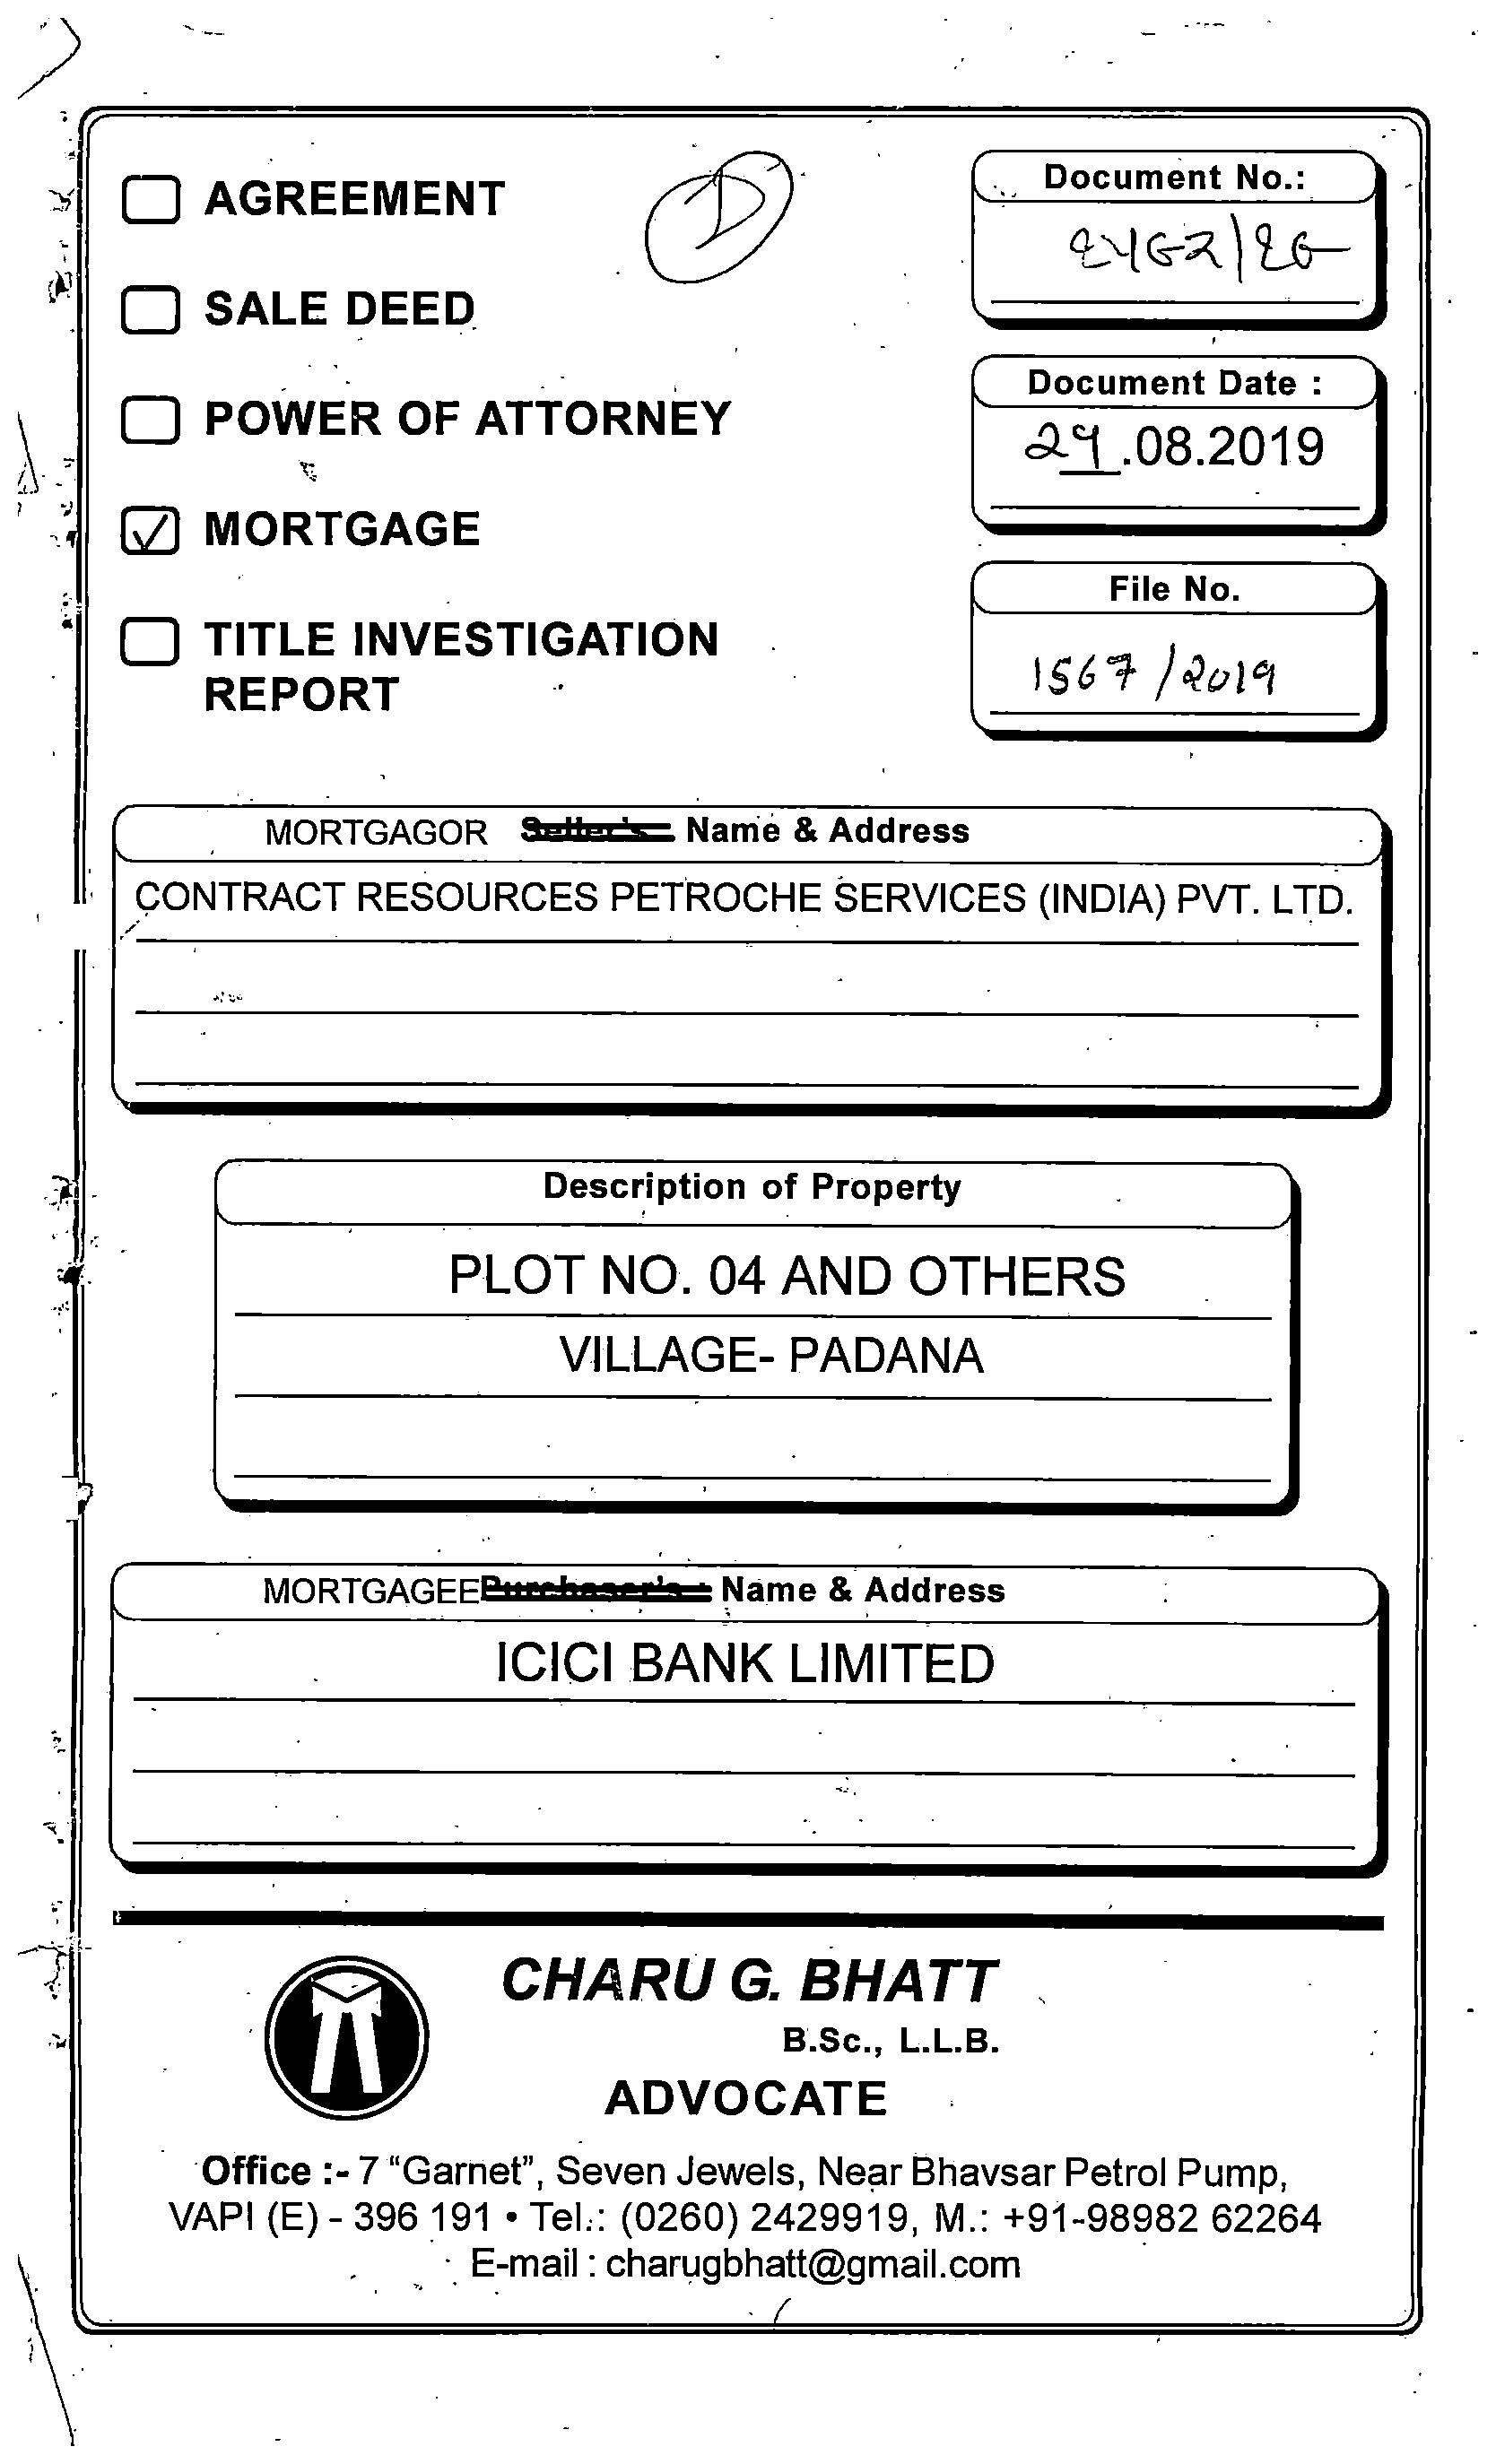 AGREEMENT
SALE DEED
POWER OF ATTORNEY
MORTGAGE
TITLE INVESTIGATION
REPORT
D
Document No.:
Document Date :
29.08.2019
File No.
1567/2019
MORTGAGOR Seller's Name & Address
CONTRACT RESOURCES PETROCHE SERVICES (INDIA) PVT. LTD.
Description of Property
PLOT NO. 04 AND OTHERS
VILLAGE- PADANA
MORTGAGEE Purchaser's : Name & Address
ICICI BANK LIMITED
CHARU G. BHATT
B.Sc., L.L.B.
ADVOCATE
Office :- 7 "Garnet", Seven Jewels, Near Bhavsar Petrol Pump,
VAPI (E) - 396 191 • Tel.: (0260) 2429919, M.: +91-98982 62264
E-mail : charugbhatt@gmail.com